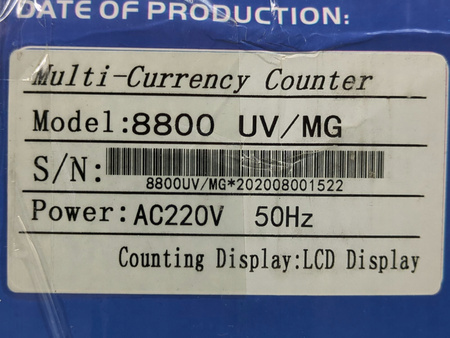 DATE OF PRODUCTION:
Multi-Currency Counter
Model:8800 UV/MG
S/N:
8800UV/MG*202008001522
Power:AC220V 50Hz
Counting Display:LCD Display